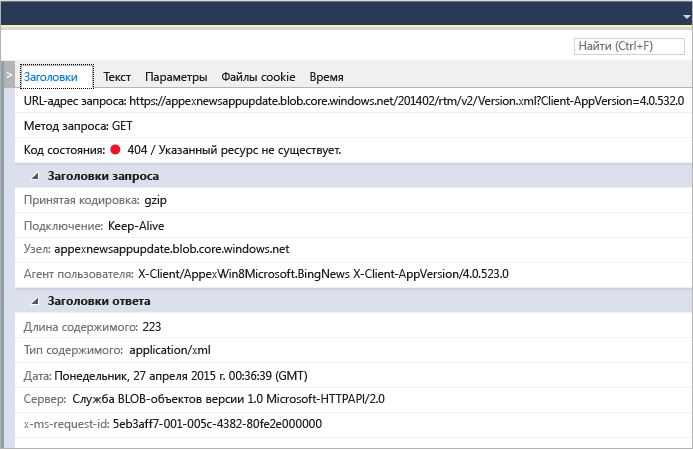 Найти (Ctrl+F)
> Заголовки Текст Параметры Файлы cookie Время
URL-адрес запроса: https://appexnewsappupdate.blob.core.windows.net/201402/rtm/v2/Version.xml?Client-AppVersion=4.0.532.0
Метод запроса: GET
Код состояния: 404 / Указанный ресурс не существует.
Заголовки запроса
Принятая кодировка: gzip
Подключение: Keep-Alive
Узел: appexnewsappupdate.blob.core.windows.net
Агент пользователя: X-Client/AppexWin8Microsoft.BingNews X-Client-AppVersion/4.0.523.0
Заголовки ответа
Длина содержимого: 223
Тип содержимого: application/xml
Дата: Понедельник, 27 апреля 2015 г. 00:36:39 (GMT)
Сервер: Служба BLOB-объектов версии 1.0 Microsoft-HTTPAPI/2.0
x-ms-request-id: 5eb3aff7-001-005c-4382-80fe2e000000